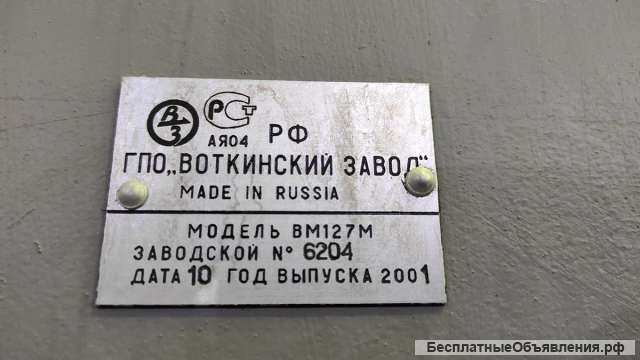 ВЗ РСТ
АЯ04 РФ
ГПО„ВОТКИНСКИЙ ЗАВОД"
MADE IN RUSSIA
МОДЕЛЬ ВМ127М
ЗАВОДСКОЙ № 6204
ДАТА 10 ГОД ВЫПУСКА 2001
БесплатныеОбъявления.рф